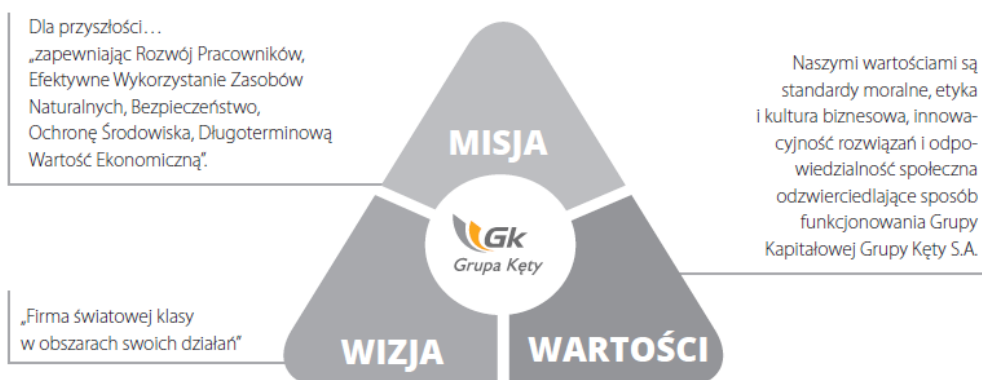 Dla przyszłości…
„zapewniając Rozwój Pracowników,
Efektywne Wykorzystanie Zasobów
Naturalnych, Bezpieczeństwo,
Ochronę Środowiska, Długoterminową
Wartość Ekonomiczną”.
MISJA
Naszymi wartościami są
standardy moralne, etyka
i kultura biznesowa, innowa-
cyjność rozwiązań i odpo-
wiedzialność społeczna
odzwierciedlające sposób
funkcjonowania Grupy
Kapitałowej Grupy Kęty S.A.
Gk
Grupa Kęty
„Firma światowej klasy
w obszarach swoich działań”
WIZJA
WARTOŚCI